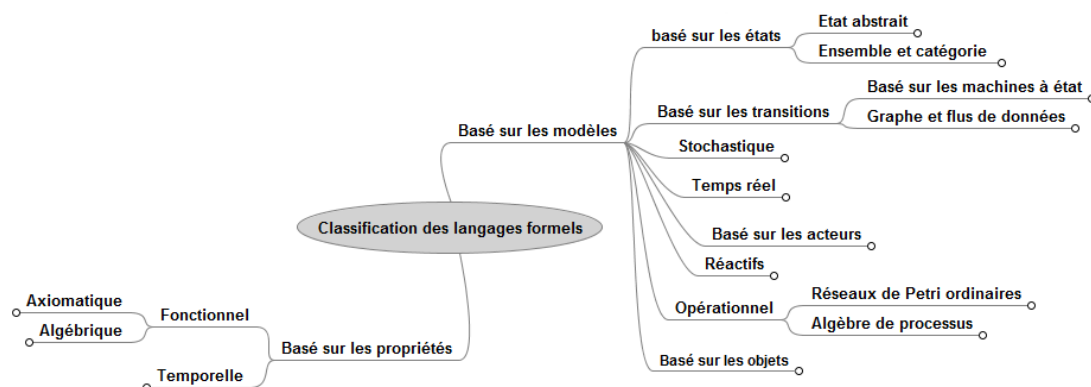 Etat abstrait
basé sur les états
Ensemble et catégorie
Basé sur les machines à état
Basé sur les transitions
Graphe et flus de données
Basé sur les modèles
Stochastique
Temps réel
Classification des langages formels
Basé sur les acteurs
Réactifs
Axiomatique
Réseaux de Petri ordinaires
Fonctionnel
Opérationnel
Algébrique
Algèbre de processus
Basé sur les propriétés
Basé sur les objets
Temporelle